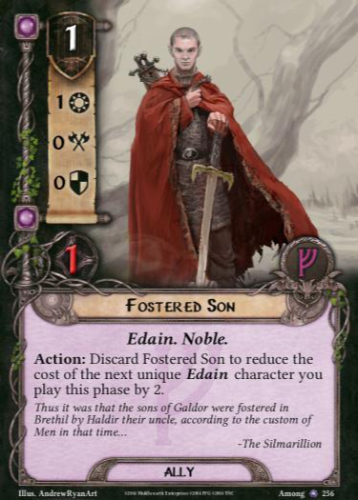 1
1
0
0
1
FOSTERED SON
Edain. Noble.
Action: Discard Fostered Son to reduce the
cost of the next unique Edain character you
play this phase by 2.
Thus it was that the sons of Galdor were fostered in
Brethil by Haldir their uncle, according to the custom of
Men in that time...
-The Silmarillion
ALLY
Illus. AndrewRyanArt
Among 256